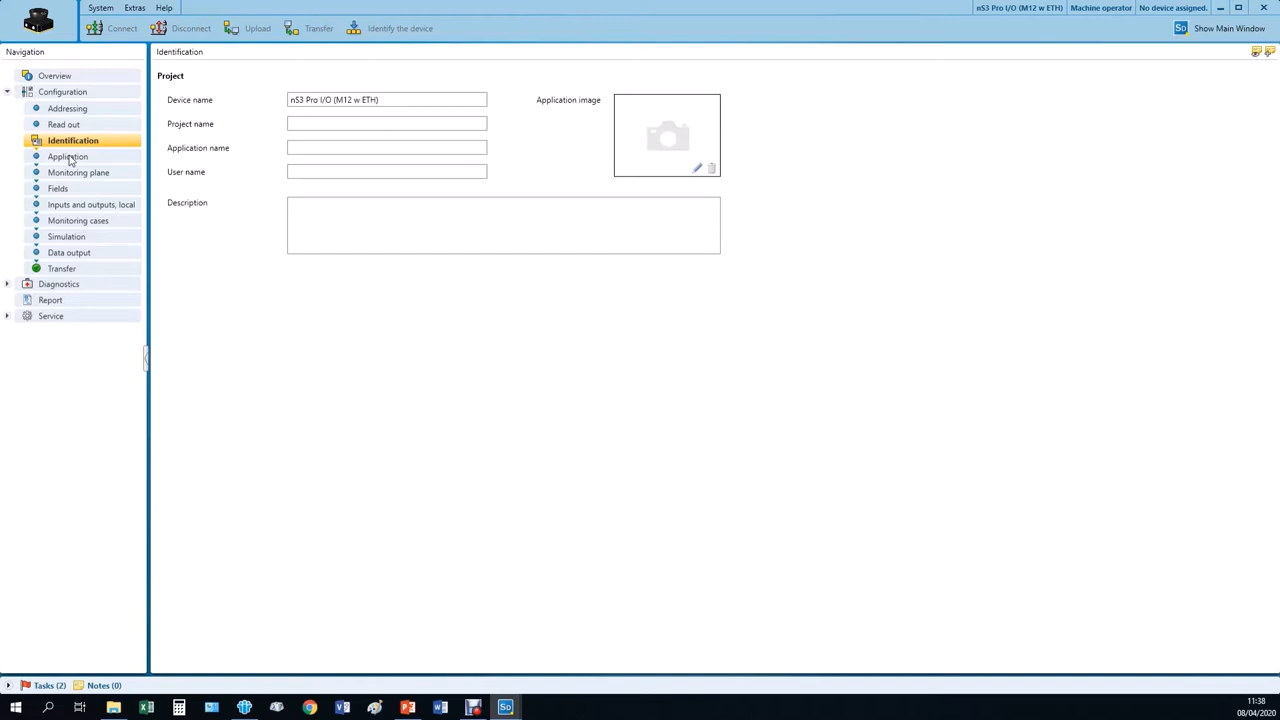 System Extras Help nS3 Pro I/O (M12 w ETH) Machine operator No device assigned.
Connect Disconnect Upload Transfer Identify the device Show Main Window
Navigation
Overview
Configuration
Addressing
Read out
Identification
Application
Monitoring plane
Fields
Inputs and outputs, local
Monitoring cases
Simulation
Data output
Transfer
Diagnostics
Report
Service
Identification
Project
Device name nS3 Pro I/O (M12 w ETH)
Project name
Application name
User name
Description
Application image
Tasks (2) Notes (0)
11:38
08/04/2020